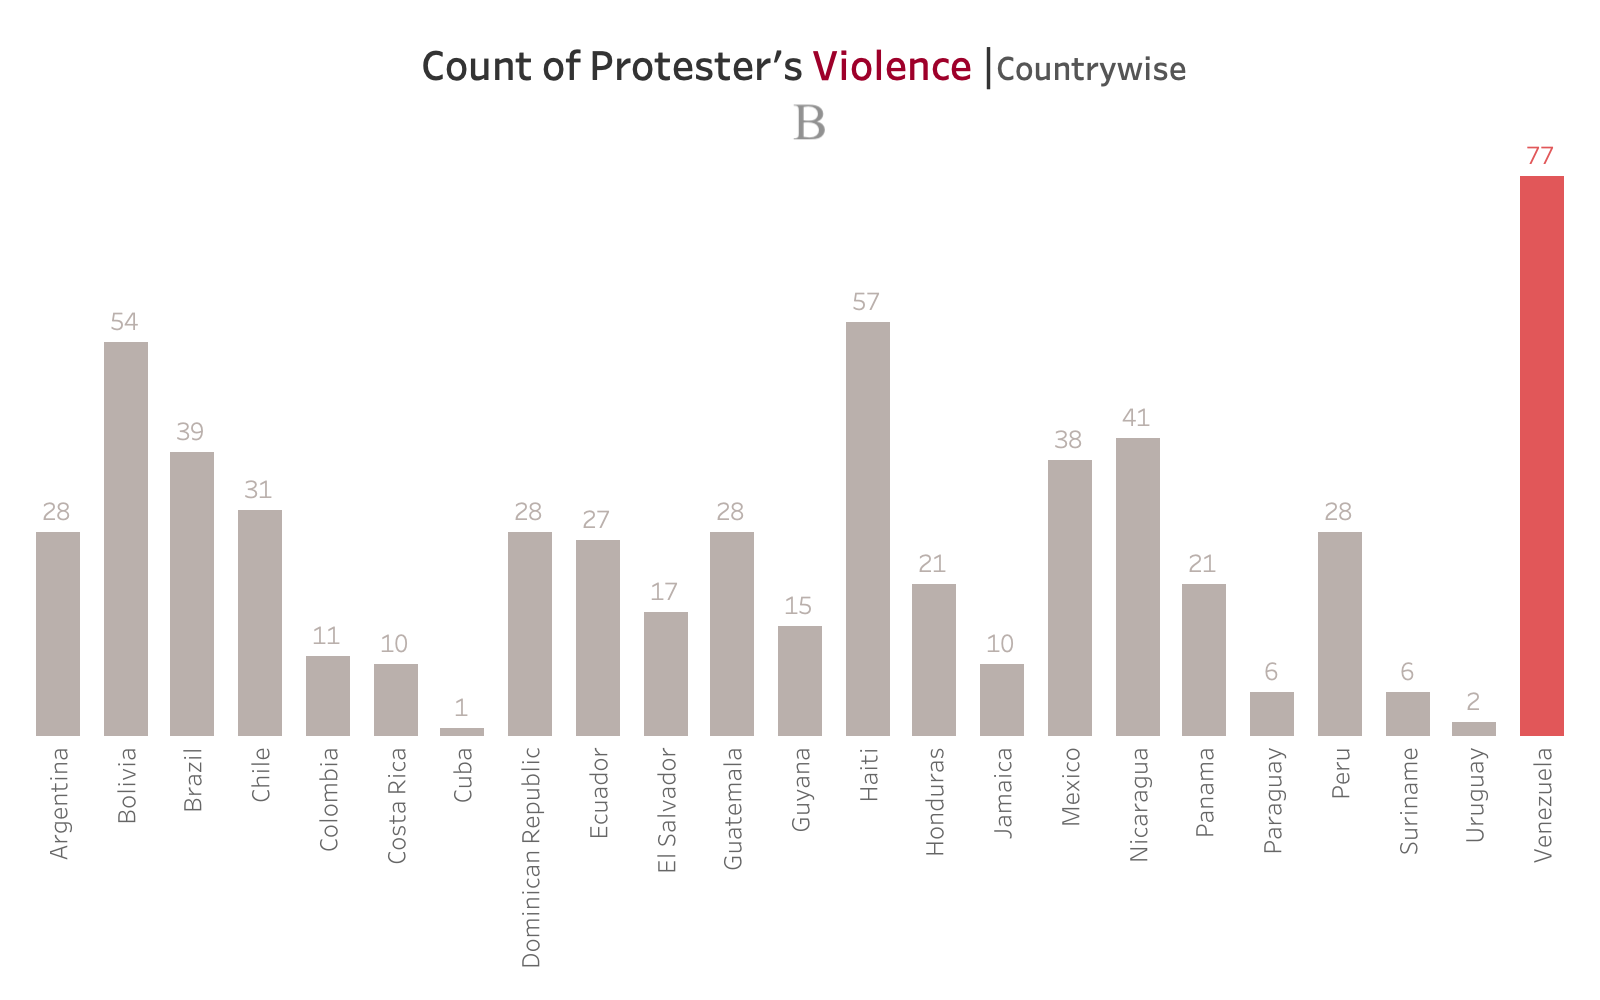 Count of Protester’s Violence |Countrywise
B
77
57
54
41
39
38
31
28
28
28
28
27
21
21
17
15
11
10
10
6
6
2
1
Argentina
Bolivia
Brazil
Chile
Colombia
Costa Rica
Cuba
Dominican Republic
Ecuador
El Salvador
Guatemala
Guyana
Haiti
Honduras
Jamaica
Mexico
Nicaragua
Panama
Paraguay
Peru
Suriname
Uruguay
Venezuela